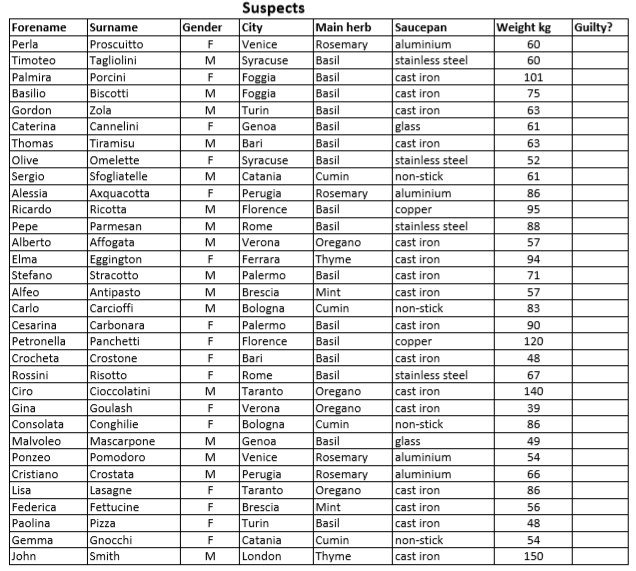 Suspects
Forename Surname Gender City Main herb Saucepan Weight kg Guilty?
Perla Proscuitto F Venice Rosemary aluminium 60
Timoteo Tagliolini M Syracuse Basil stainless steel 60
Palmira Porcini F Foggia Basil cast iron 101
Basilio Biscotti M Foggia Basil cast iron 75
Gordon Zola M Turin Basil cast iron 63
Caterina Cannelini F Genoa Basil glass 61
Thomas Tiramisu M Bari Basil cast iron 63
Olive Omelette F Syracuse Basil stainless steel 52
Sergio Sfogliatelle M Catania Cumin non-stick 61
Alessia Axquacotta F Perugia Rosemary aluminium 86
Ricardo Ricotta M Florence Basil copper 95
Pepe Parmesan M Rome Basil stainless steel 88
Alberto Affogata M Verona Oregano cast iron 57
Elma Eggington F Ferrara Thyme cast iron 94
Stefano Stracotto M Palermo Basil cast iron 71
Alfeo Antipasto M Brescia Mint cast iron 57
Carlo Carcioffi M Bologna Cumin non-stick 83
Cesarina Carbonara F Palermo Basil cast iron 90
Petronella Panchetti F Florence Basil copper 120
Crocheta Crostone F Bari Basil cast iron 48
Rossini Risotto F Rome Basil stainless steel 67
Ciro Cioccolatini M Taranto Oregano cast iron 140
Gina Goulash F Verona Oregano cast iron 39
Consolata Conghilie F Bologna Cumin non-stick 86
Malvoleo Mascarpone M Genoa Basil glass 49
Ponzeo Pomodoro M Venice Rosemary aluminium 54
Cristiano Crostata M Perugia Rosemary aluminium 66
Lisa Lasagne F Taranto Oregano cast iron 86
Federica Fettucine F Brescia Mint cast iron 56
Paolina Pizza F Turin Basil cast iron 48
Gemma Gnocchi F Catania Cumin non-stick 54
John Smith M London Thyme cast iron 150